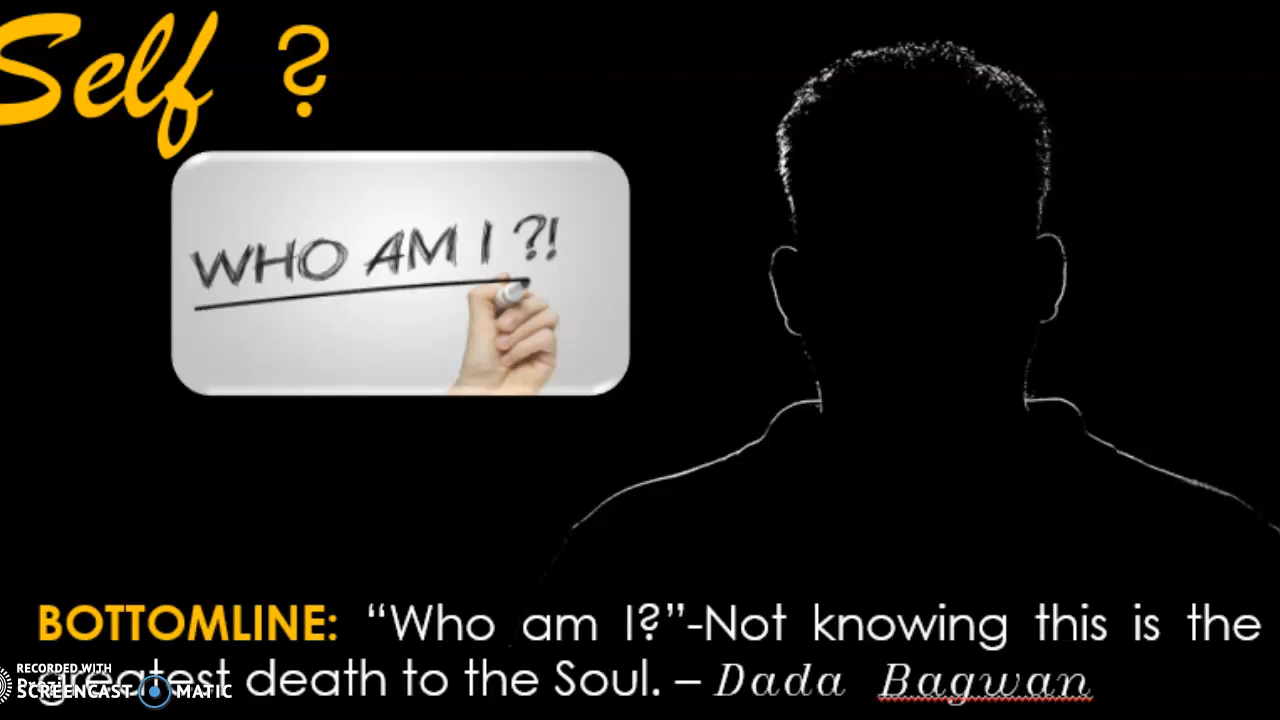 Self ?
WHO AM I ?!
BOTTOMLINE: “Who am I?”-Not knowing this is the
greatest death to the Soul. – Dada Bagwan
RECORDED WITH
SCREENCAST MATIC